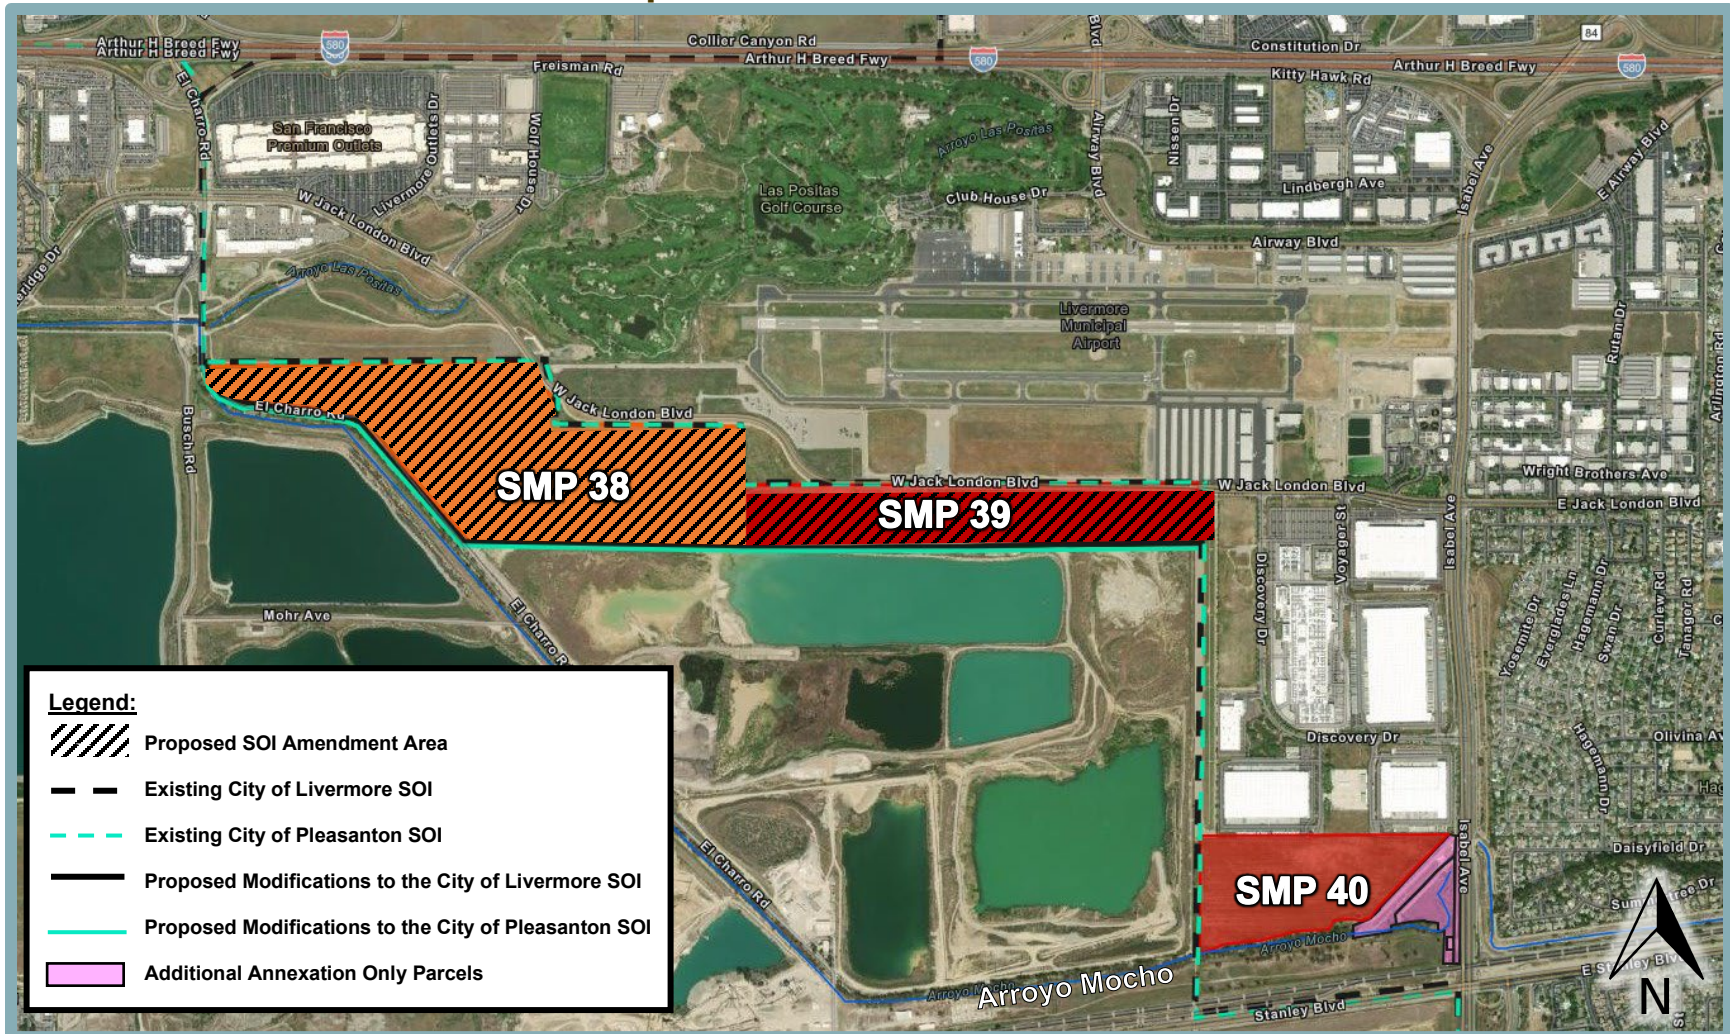 Arthur H Breed Fwy
Arthur H Breed Fwy
580
Collier Canyon Rd
Arthur H Breed Fwy
Freisman Rd
580
Blvd
Constitution Dr
84
Kitty Hawk Rd
Arthur H Breed Fwy
580
El Charro Rd
San Francisco
Premium Outlets
Livermore Outlets Dr
Wolf House Dr
W Jack London Blvd
Arroyo Las Positas
Arroyo Las Positas
Las Positas
Golf Course
Club House Dr
Airway Blvd
Nissen Dr
Lindbergh Ave
Airway Blvd
Isabel Ave
E Airway Blvd
Livermore
Municipal
Airport
Rutan Dr
Arlington Rd
El Charro Rd
Busch Rd
W Jack London Blvd
SMP 38
W Jack London Blvd
SMP 39
W Jack London Blvd
Wright Brothers Ave
E Jack London Blvd
Voyager St
Isabel Ave
Discovery Dr
Mohr Ave
El Charro R
Yosemite Dr
Everglades Ln
Hagemann Dr
Swan Dr
Curlew Rd
Tanager Rd
Discovery Dr
Hagemann Dr
Olivina Av
Hag
Legend:
Proposed SOI Amendment Area
Existing City of Livermore SOI
Existing City of Pleasanton SOI
Proposed Modifications to the City of Livermore SOI
Proposed Modifications to the City of Pleasanton SOI
Additional Annexation Only Parcels
El Charro Rd
SMP 40
Isabel Ave
Daisyfield Dr
Arroyo Mocho
Arroyo Mocho
Arroyo Mocho
Stanley Blvd
N
St